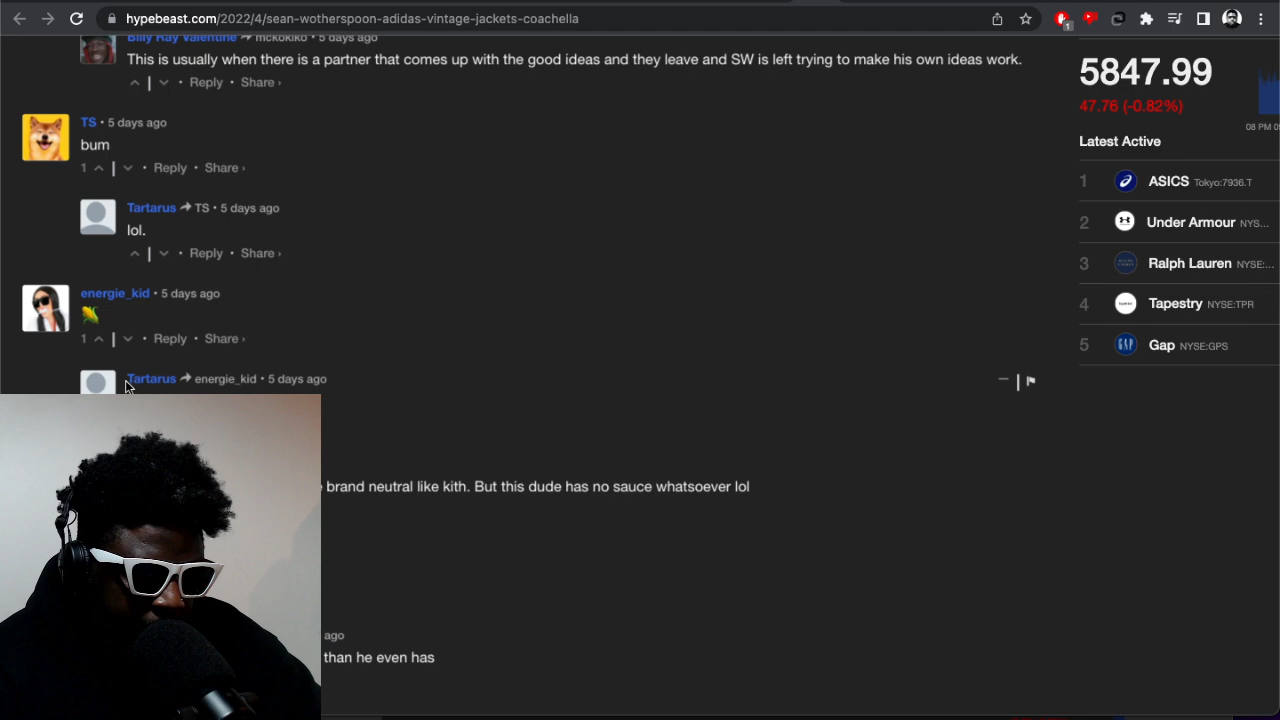 hypebeast.com/2022/4/sean-wotherspoon-adidas-vintage-jackets-coachella
1
Billy Ray Valentine mckokiko • 5 days ago
This is usually when there is a partner that comes up with the good ideas and they leave and SW is left trying to make his own ideas work.
• Reply • Share ›
TS • 5 days ago
bum
1 • Reply • Share ›
Tartarus TS • 5 days ago
lol.
• Reply • Share ›
energie_kid • 5 days ago
🌽
1 • Reply • Share ›
Tartarus energie_kid • 5 days ago
brand neutral like kith. But this dude has no sauce whatsoever lol
ago
than he even has
5847.99
47.76 (-0.82%)
08 PM
Latest Active
1 ASICS Tokyo:7936.T
2 Under Armour NYS...
3 Ralph Lauren NYSE:...
4 Tapestry NYSE:TPR
5 GAP Gap NYSE:GPS